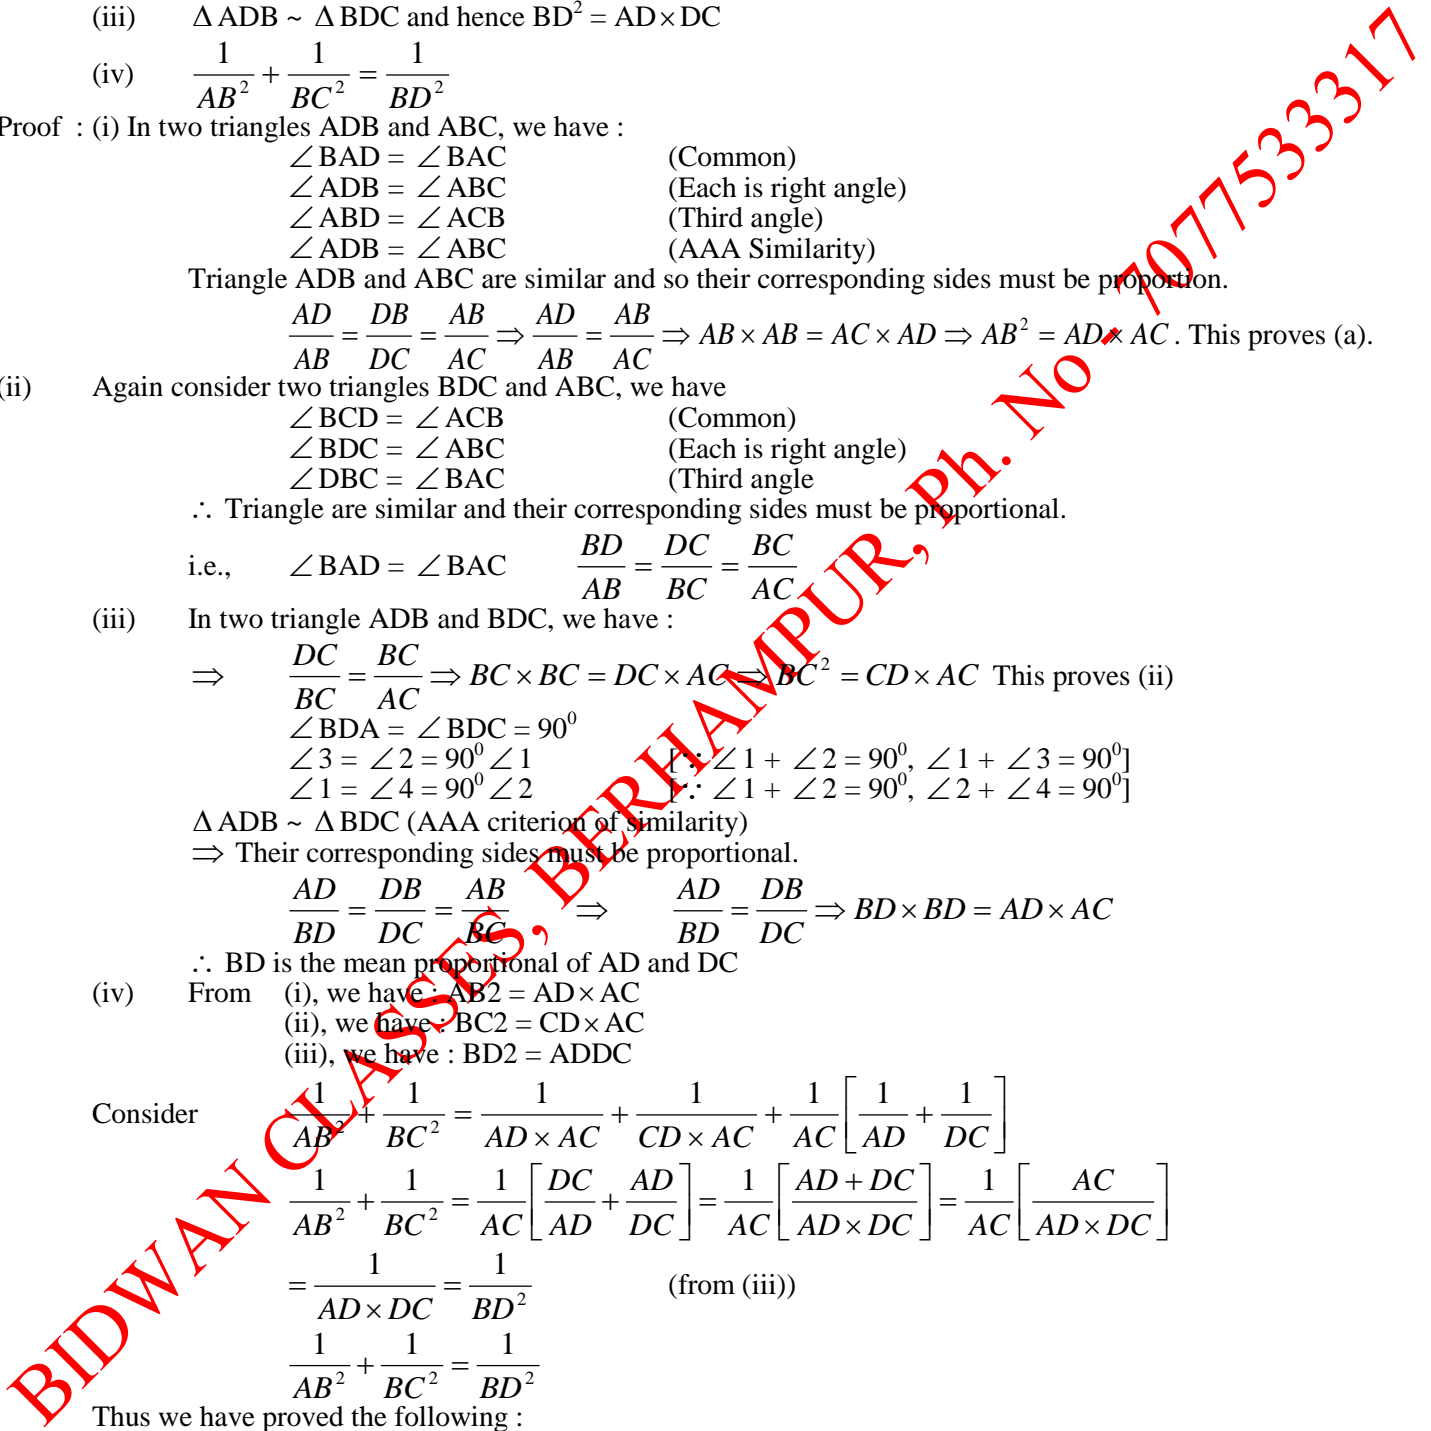 (iii) Δ ADB ~ Δ BDC and hence BD² = AD×DC
(iv) 1/AB² + 1/BC² = 1/BD²
Proof : (i) In two triangles ADB and ABC, we have :
∠BAD = ∠BAC (Common)
∠ADB = ∠ABC (Each is right angle)
∠ABD = ∠ACB (Third angle)
∠ADB = ∠ABC (AAA Similarity)
Triangle ADB and ABC are similar and so their corresponding sides must be proportion.
AD/AB = DB/DC = AB/AC ⇒ AD/AB = AB/AC ⇒ AB × AB = AC × AD ⇒ AB² = AD × AC . This proves (a).
(ii) Again consider two triangles BDC and ABC, we have
∠BCD = ∠ACB (Common)
∠BDC = ∠ABC (Each is right angle)
∠DBC = ∠BAC (Third angle
∴ Triangle are similar and their corresponding sides must be proportional.
i.e., ∠BAD = ∠BAC BD/AB = DC/BC = BC/AC
(iii) In two triangle ADB and BDC, we have :
⇒ DC/BC = BC/AC ⇒ BC × BC = DC × AC ⇒ BC² = CD × AC This proves (ii)
∠BDA = ∠BDC = 90⁰
∠3 = ∠2 = 90⁰ ∠1 [∵ ∠1 + ∠2 = 90⁰, ∠1 + ∠3 = 90⁰]
∠1 = ∠4 = 90⁰ ∠2 [∵ ∠1 + ∠2 = 90⁰, ∠2 + ∠4 = 90⁰]
Δ ADB ~ Δ BDC (AAA criterion of similarity)
⇒ Their corresponding sides must be proportional.
AD/BD = DB/DC = AB/BC ⇒ AD/BD = DB/DC ⇒ BD × BD = AD × AC
∴ BD is the mean proportional of AD and DC
(iv) From (i), we have : AB2 = AD×AC
(ii), we have : BC2 = CD×AC
(iii), we have : BD2 = ADDC
Consider 1/AB² + 1/BC² = 1/(AD × AC) + 1/(CD × AC) + 1/AC [1/AD + 1/DC]
1/AB² + 1/BC² = 1/AC [DC/AD + AD/DC] = 1/AC [(AD + DC)/(AD × DC)] = 1/AC [AC/(AD × DC)]
= 1/(AD × DC) = 1/BD² (from (iii))
1/AB² + 1/BC² = 1/BD²
Thus we have proved the following :
BIDWAN CLASSES, BERHAMPUR, Ph. No - 7077533317